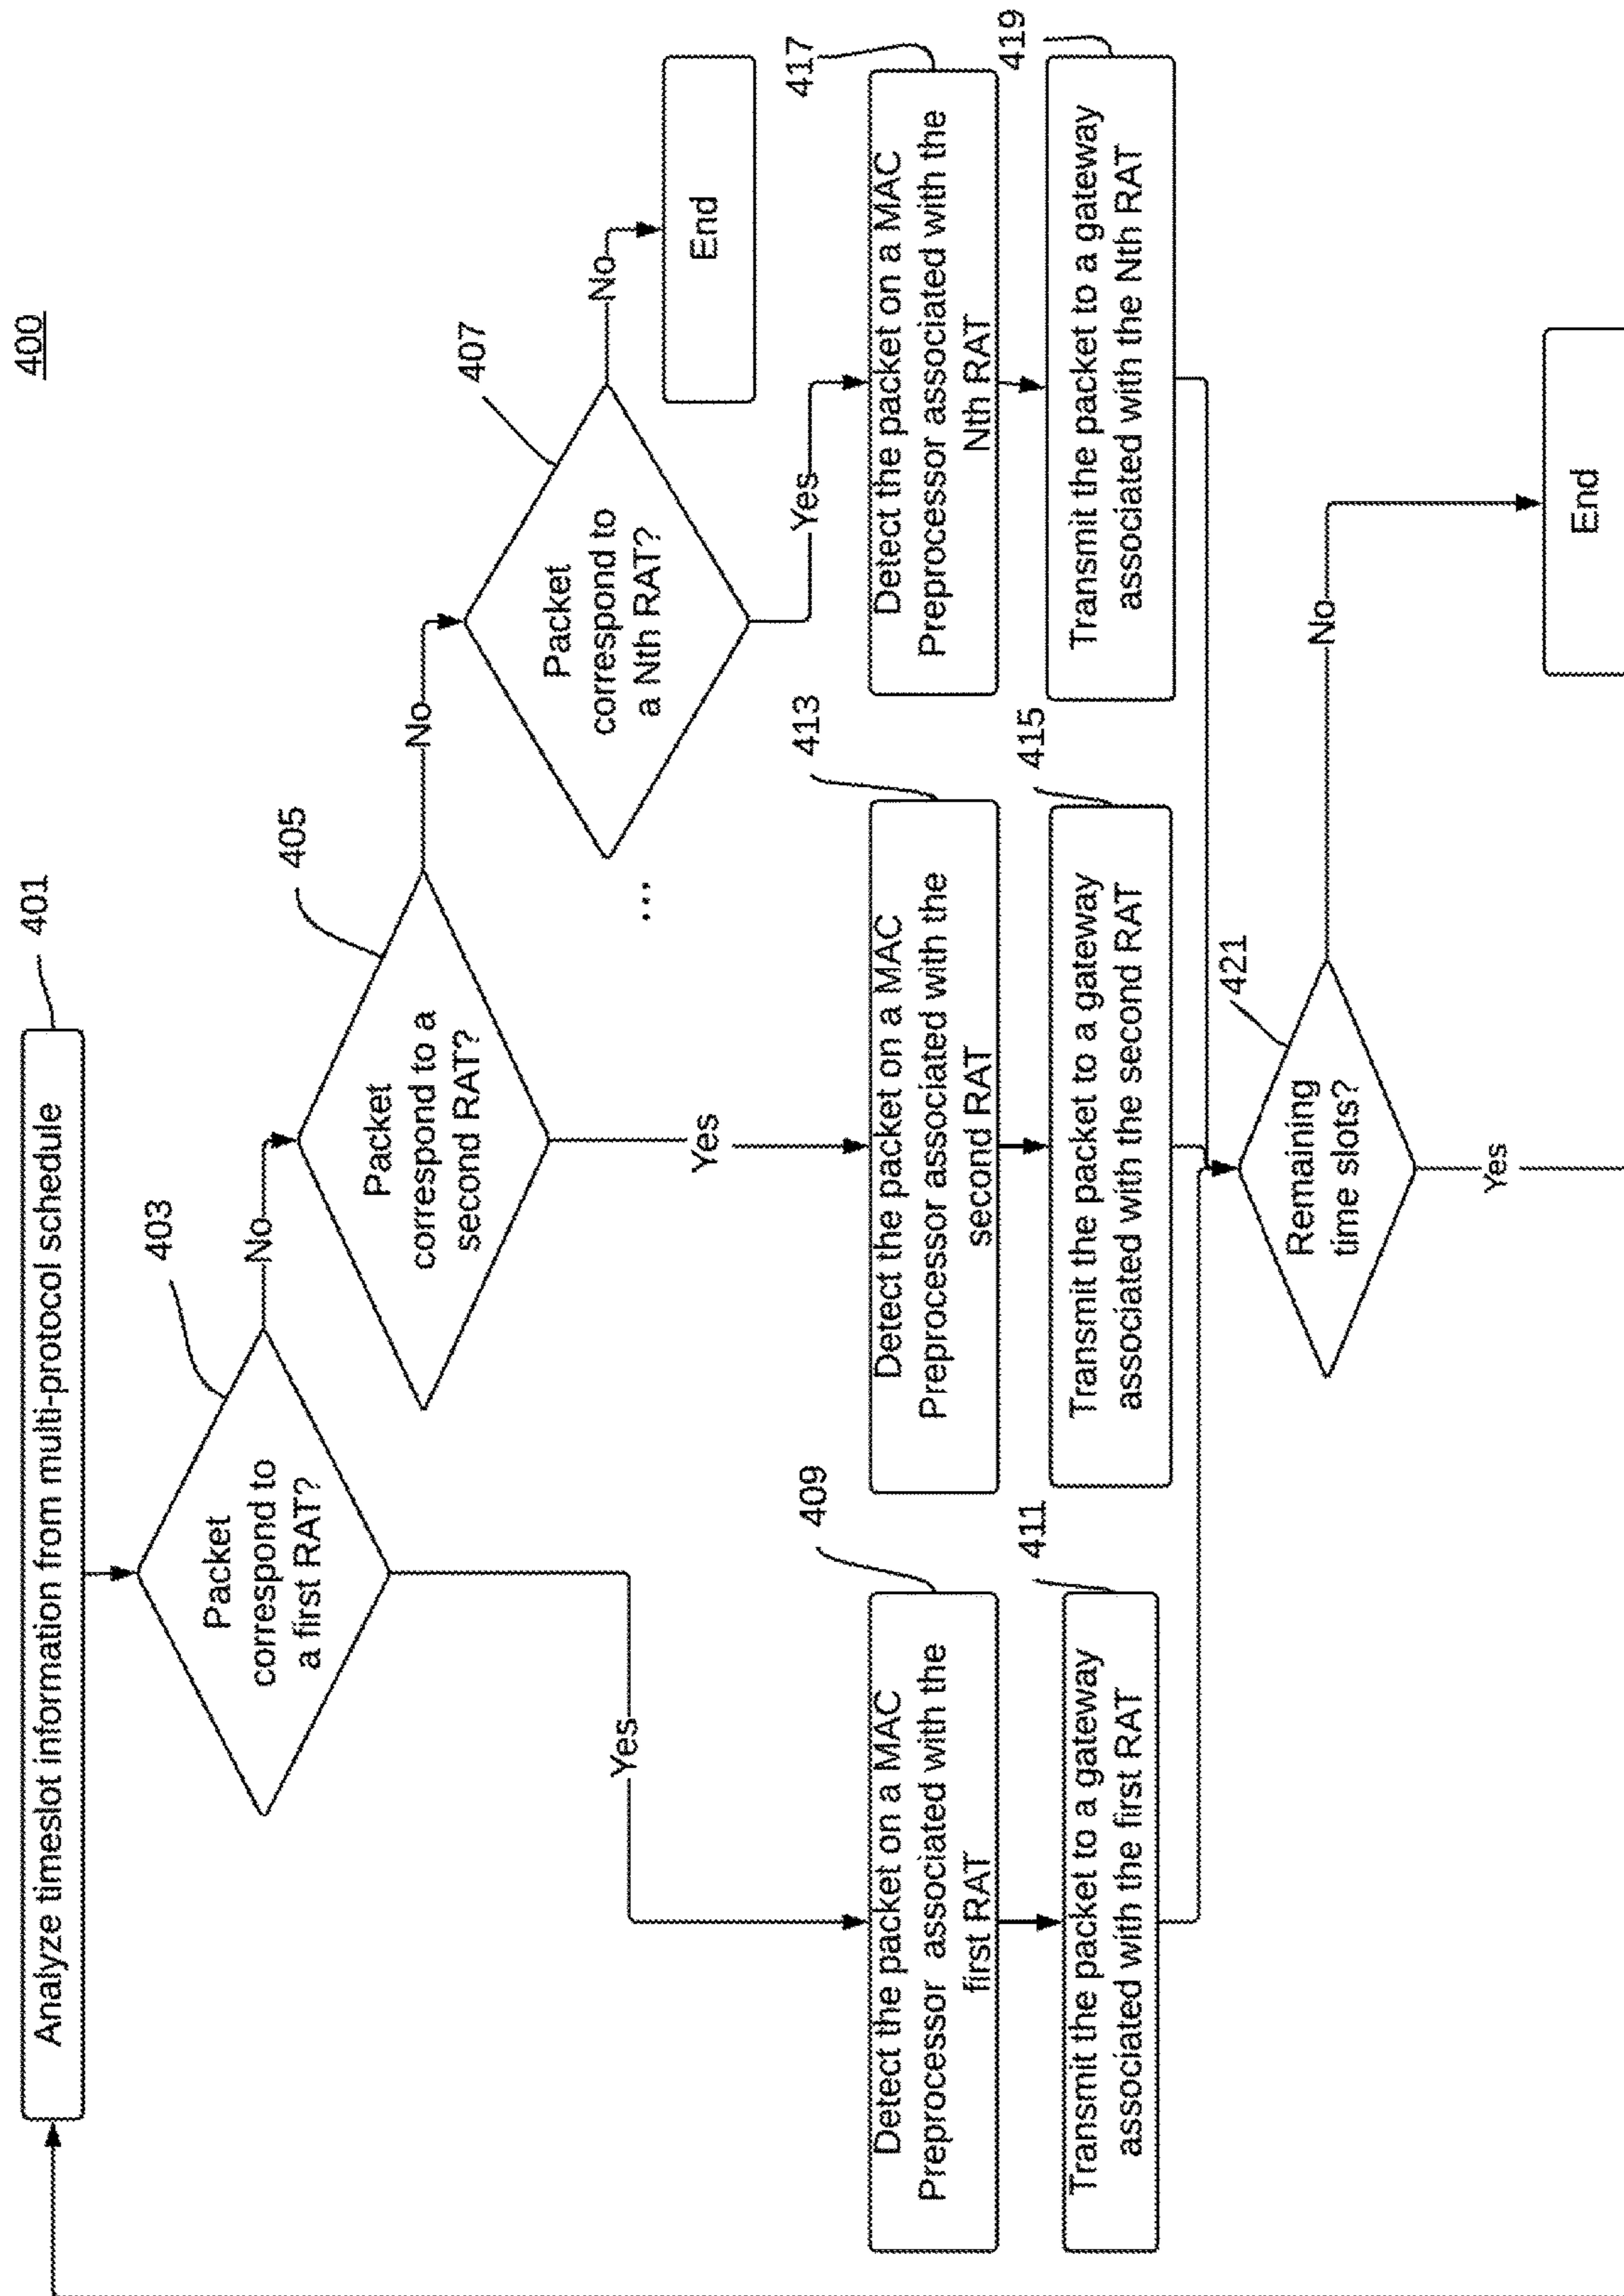 400
401
Analyze timeslot information from multi-protocol schedule
403
Packet
correspond to
a first RAT?
No
405
Packet
correspond to a
second RAT?
No
407
Packet
correspond to
a Nth RAT?
No
End
...
Yes
Yes
Yes
409
Detect the packet on a MAC
Preprocessor associated with the
first RAT
413
Detect the packet on a MAC
Preprocessor associated with the
second RAT
417
Detect the packet on a MAC
Preprocessor associated with the
Nth RAT
411
Transmit the packet to a gateway
associated with the first RAT
415
Transmit the packet to a gateway
associated with the second RAT
419
Transmit the packet to a gateway
associated with the Nth RAT
421
Remaining
time slots?
No
Yes
End